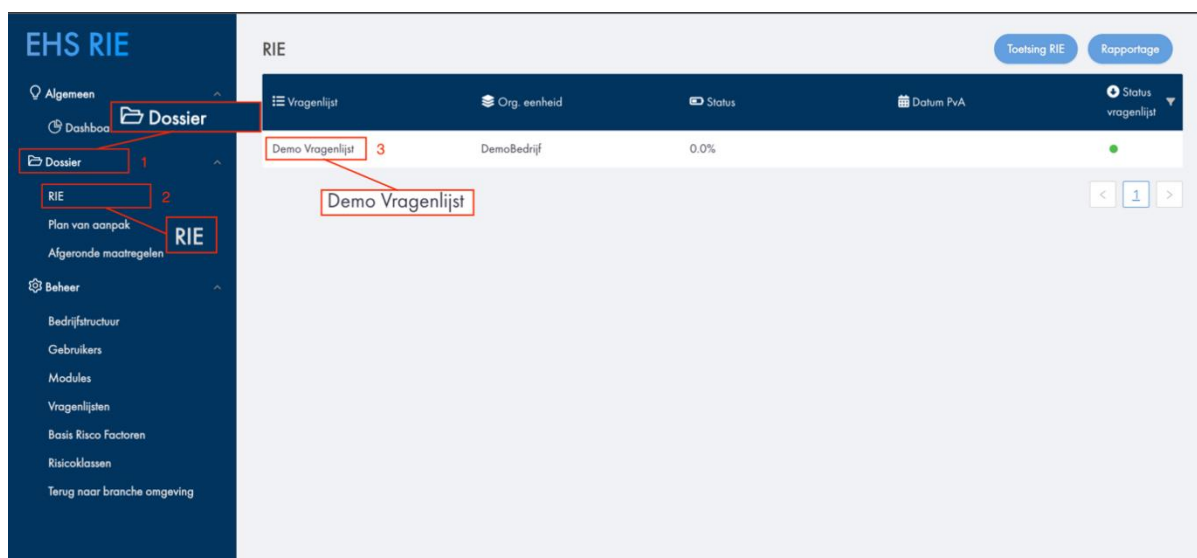 EHS RIE
Algemeen
Dossier
Dashboa
Dossier 1
RIE 2
Plan van aanpak
RIE
Afgeronde maatregelen
Beheer
Bedrijfstructuur
Gebruikers
Modules
Vragenlijsten
Basis Risco Factoren
Risicoklassen
Terug naar branche omgeving
RIE Toetsing RIE Rapportage
Vragenlijst Org. eenheid Status Datum PvA Status
vragenlijst
Demo Vragenlijst 3 DemoBedrijf 0.0%
Demo Vragenlijst
< 1 >